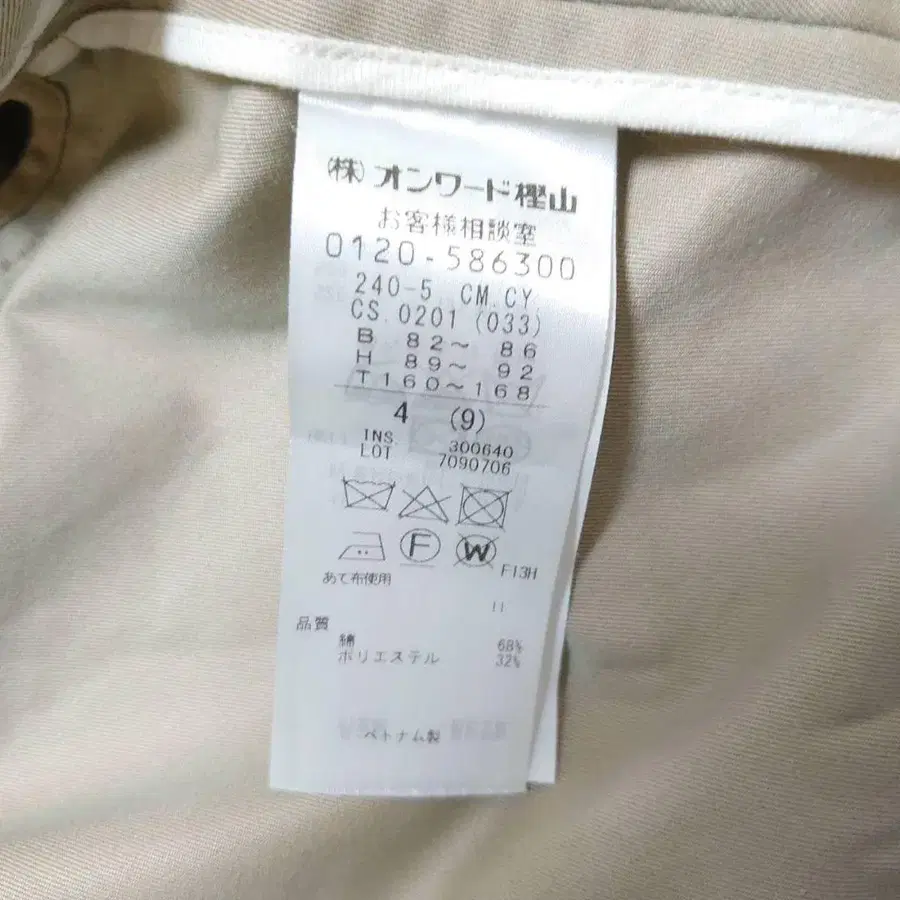 (株)オンワード樫山
お客様相談室
0120-586300
240-5 CM.CY
CS.0201 (033)
B 82〜 86
H 89〜 92
T160〜168
4 (9)
INS. 300640
LOT 7090706
F W
あて布使用 F13H
11
品質
綿 68%
ポリエステル 32%
ベトナム製